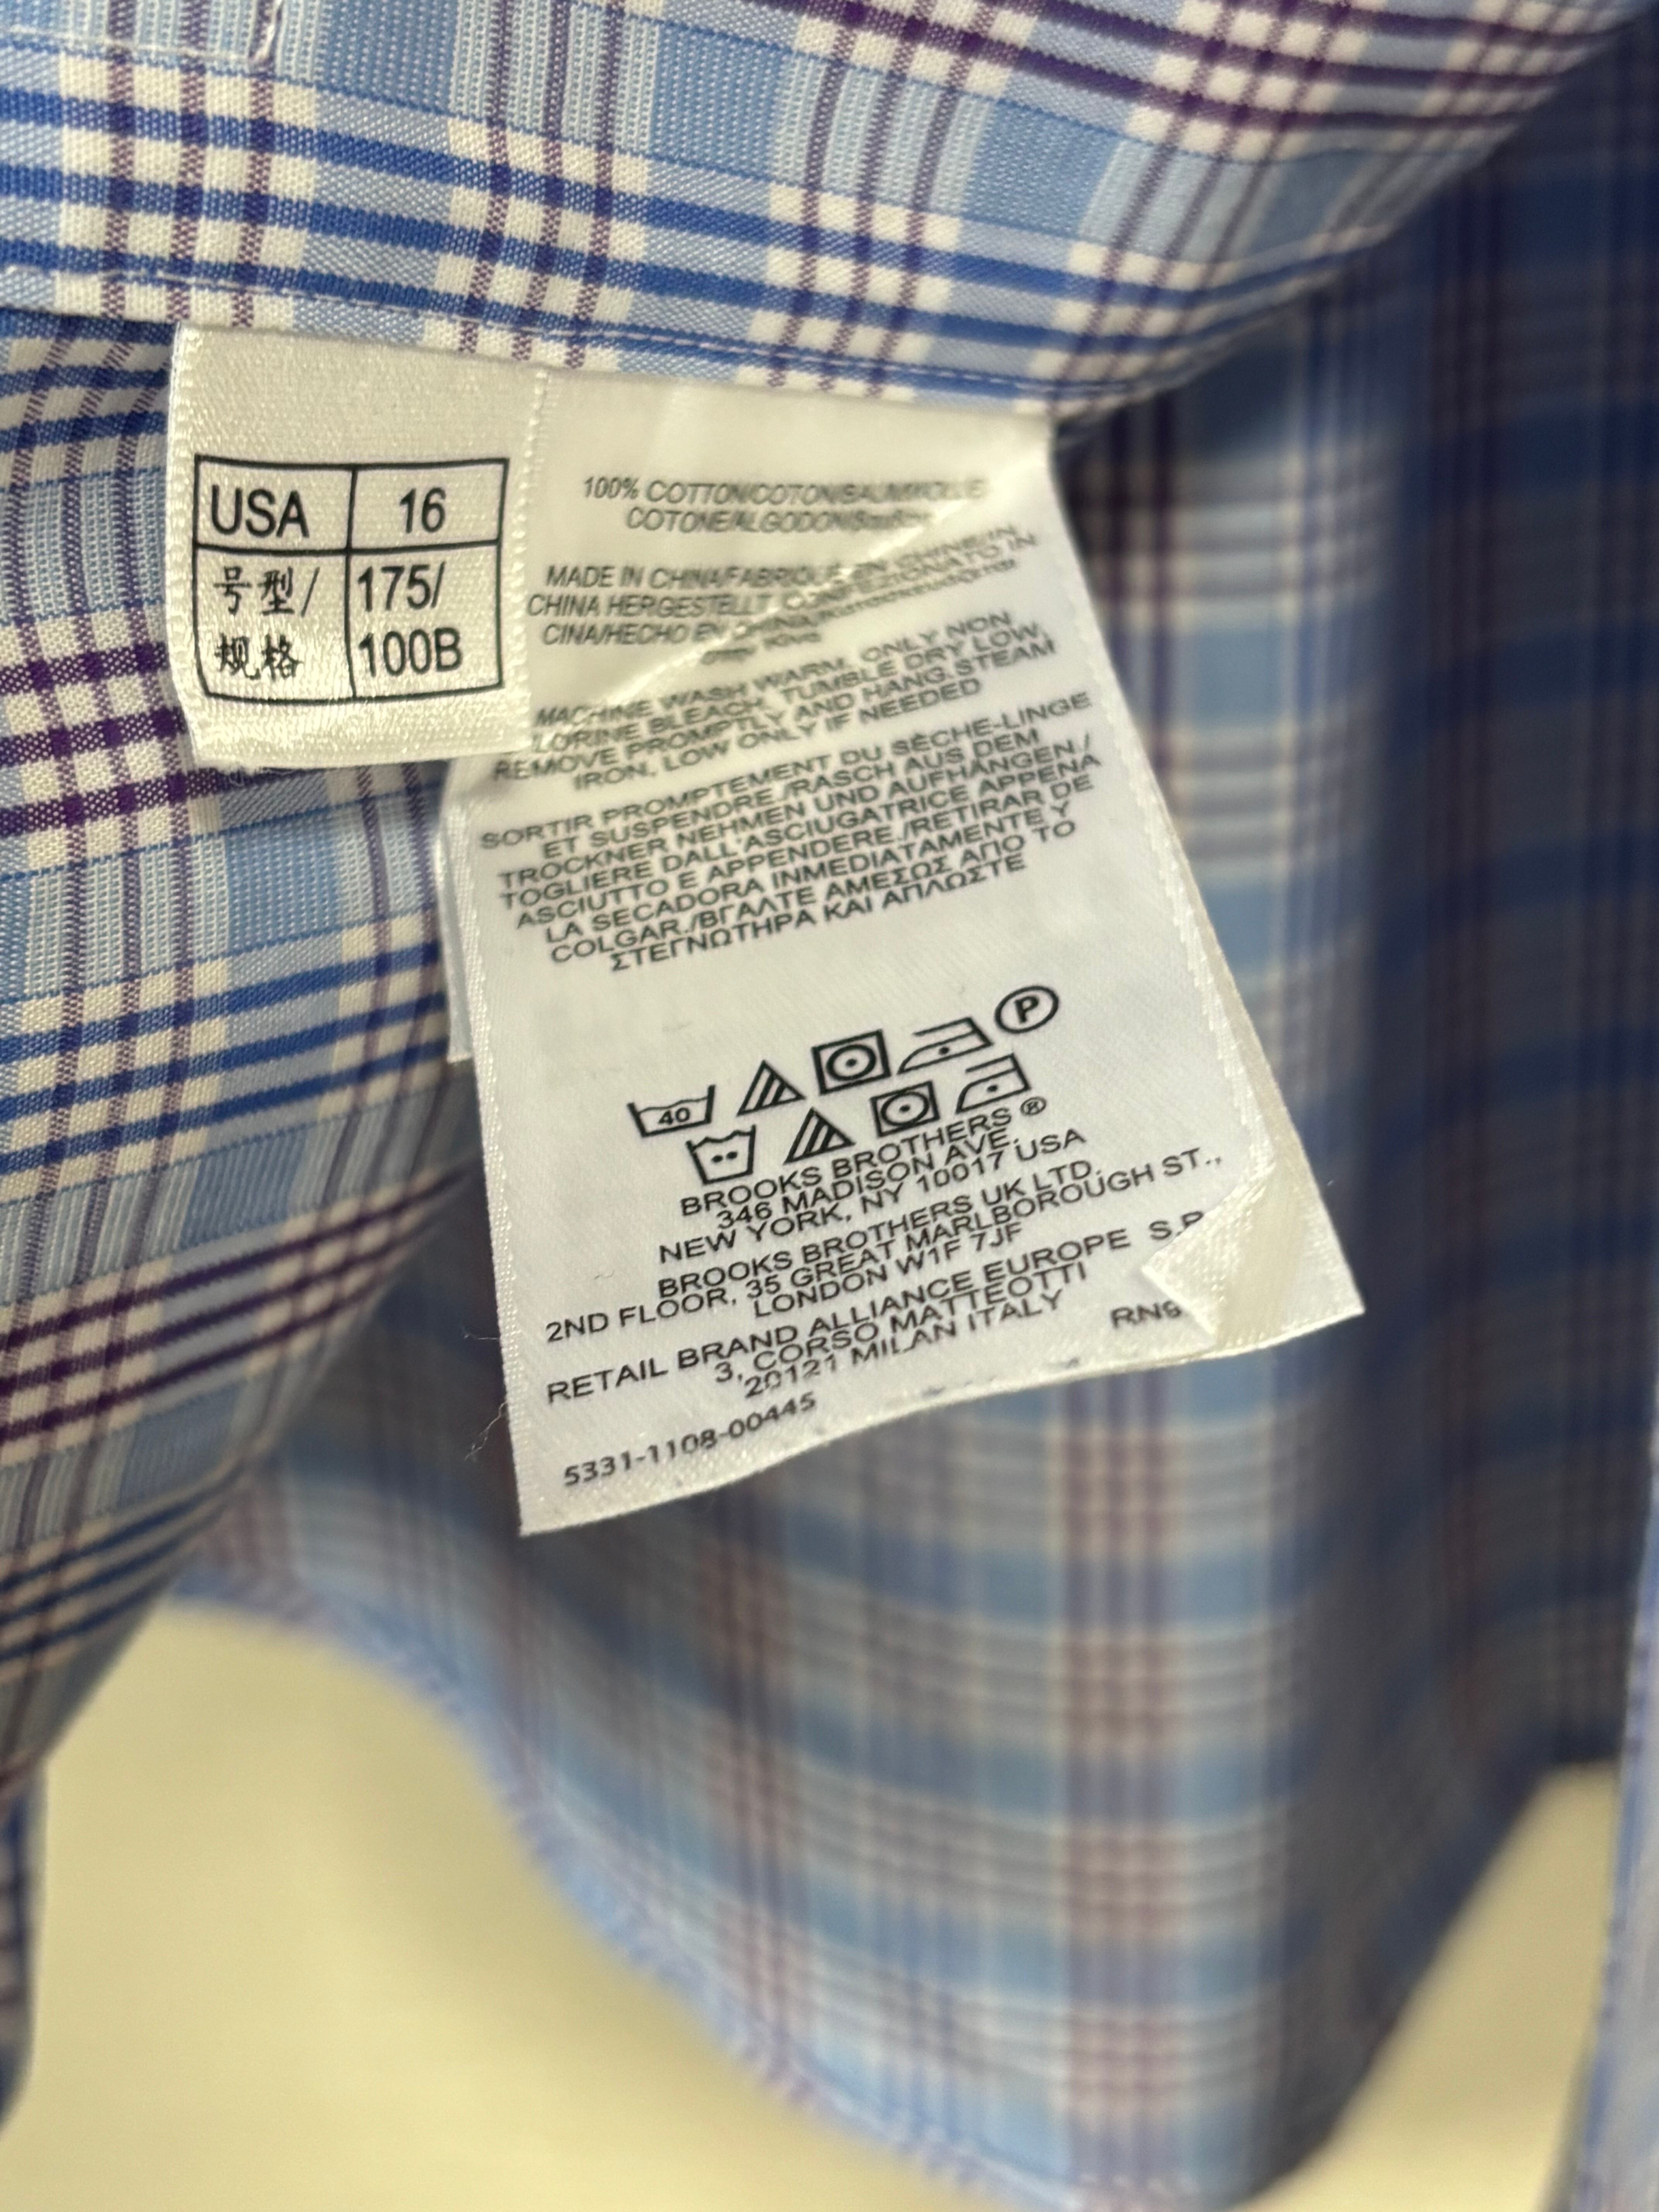 USA 16
号型/ 175/
规格 100B
100% COTTON/COTON/BAUMWOLLE
COTONE/ALGODON/
MADE IN CHINA/FABRIQUE EN CHINE/IN
CHINA HERGESTELLT CONFEZIONATO IN
CINA/HECHO EN CHINA
MACHINE WASH WARM, ONLY NON
LORINE BLEACH, TUMBLE DRY LOW,
REMOVE PROMPTLY AND HANG.STEAM
IRON, LOW ONLY IF NEEDED
SORTIR PROMPTEMENT DU SÈCHE-LINGE
ET SUSPENDRE./RASCH AUS DEM
TROCKNER NEHMEN UND AUFHÄNGEN./
TOGLIERE DALL'ASCIUGATRICE APPENA
ASCIUTTO E APPENDERE./RETIRAR DE
LA SECADORA INMEDIATAMENTE Y
COLGAR./ΒΓΑΛΤΕ ΑΜΕΣΩΣ ΑΠΟ ΤΟ
ΣΤΕΓΝΩΤΗΡΑ ΚΑΙ ΑΠΛΩΣΤΕ
40 P
BROOKS BROTHERS ®
346 MADISON AVE.
NEW YORK, NY 10017 USA
BROOKS BROTHERS UK LTD.
2ND FLOOR, 35 GREAT MARLBOROUGH ST.,
LONDON W1F 7JF
RETAIL BRAND ALLIANCE EUROPE S.P
3, CORSO MATTEOTTI
20121 MILAN ITALY
5331-1108-00445